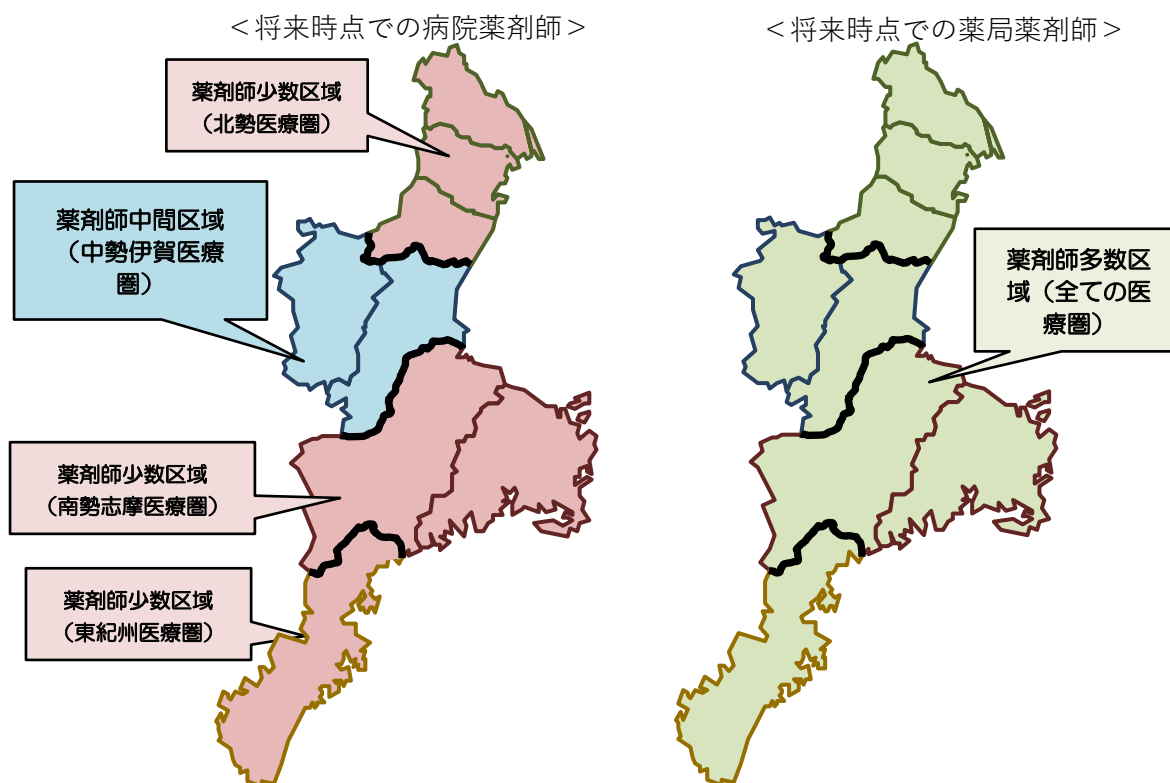 ＜将来時点での病院薬剤師＞
薬剤師少数区域
（北勢医療圏）
薬剤師中間区域
（中勢伊賀医療
圏）
薬剤師少数区域
（南勢志摩医療圏）
薬剤師少数区域
（東紀州医療圏）
＜将来時点での薬局薬剤師＞
薬剤師多数区
域（全ての医
療圏）